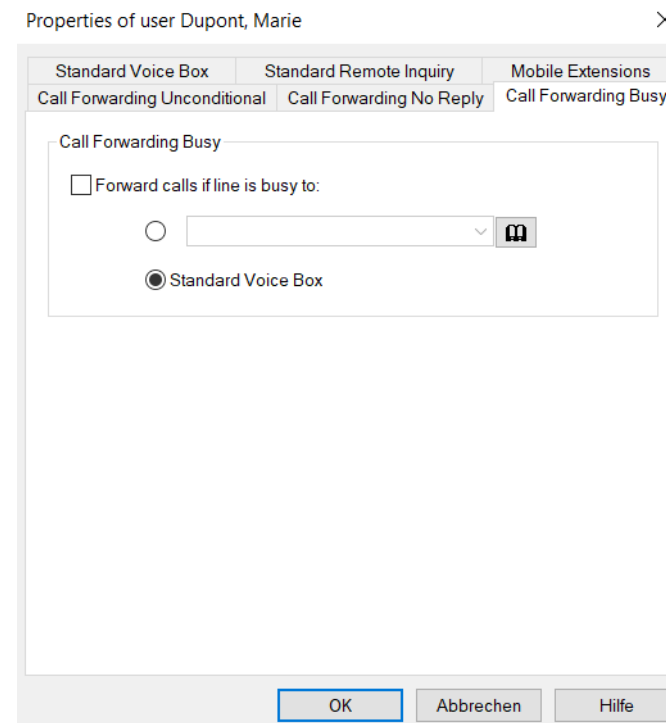 Properties of user Dupont, Marie
Standard Voice Box Standard Remote Inquiry Mobile Extensions
Call Forwarding Unconditional Call Forwarding No Reply Call Forwarding Busy
Call Forwarding Busy
Forward calls if line is busy to:
Standard Voice Box
OK Abbrechen Hilfe